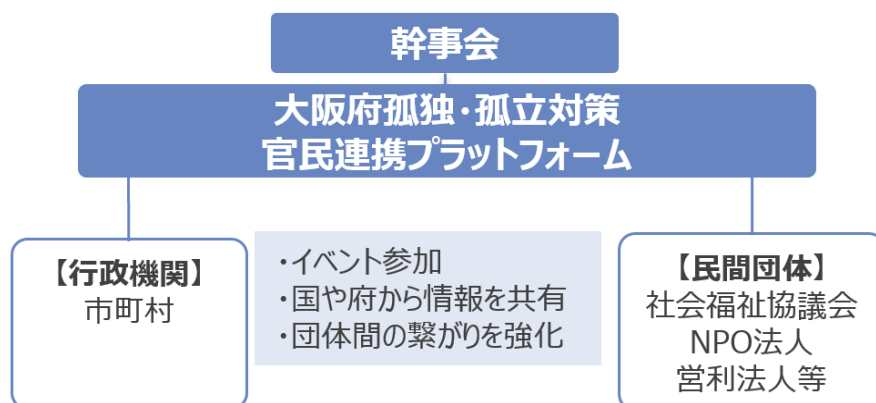 幹事会
大阪府孤独・孤立対策
官民連携プラットフォーム
【行政機関】
市町村
・イベント参加
・国や府から情報を共有
・団体間の繋がりを強化
【民間団体】
社会福祉協議会
NPO法人
営利法人等